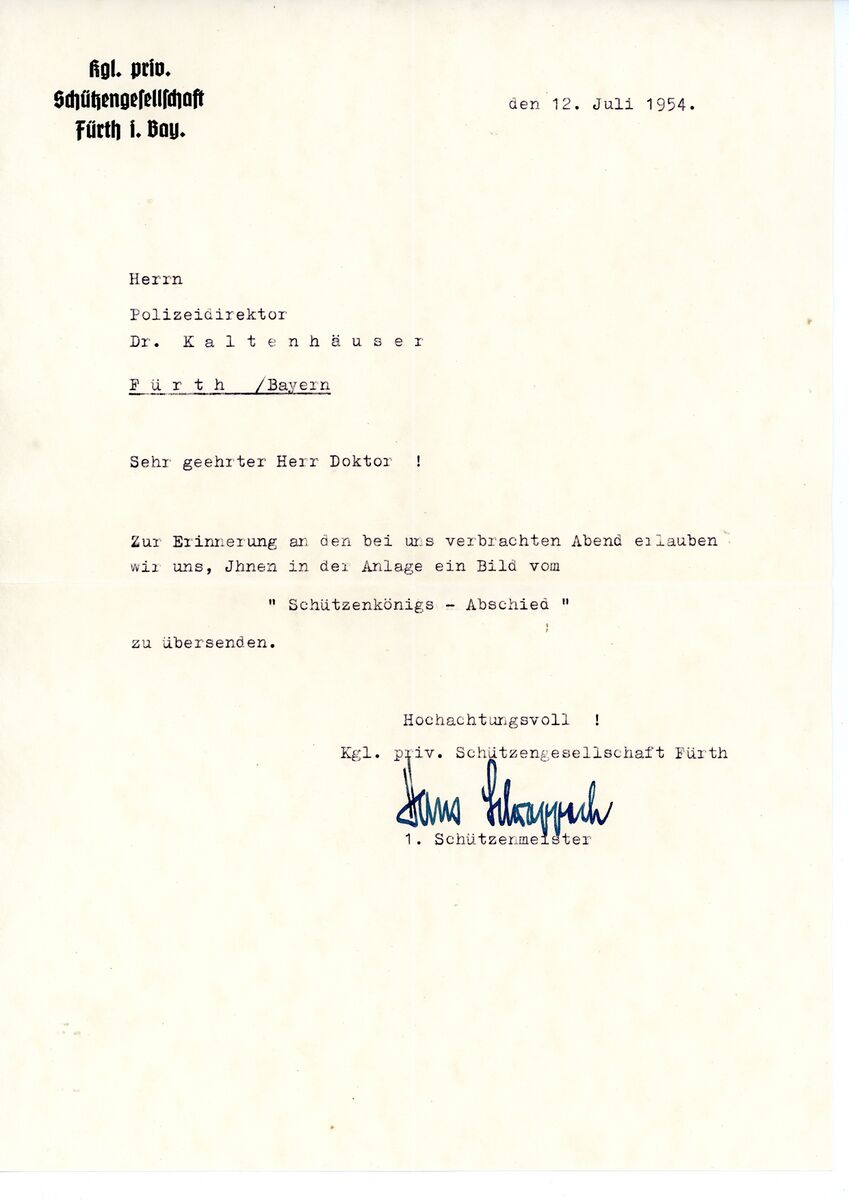 Kgl. priv.
Schützengesellschaft
Fürth i. Bay.
den 12. Juli 1954.
Herrn
Polizeidirektor
Dr. K a l t e n h ä u s e r
F ü r t h /Bayern
Sehr geehrter Herr Doktor !
Zur Erinnerung an den bei uns verbrachten Abend erlauben
wir uns, Jhnen in der Anlage ein Bild vom
" Schützenkönigs - Abschied "
zu übersenden.
Hochachtungsvoll !
Kgl. priv. Schützengesellschaft Fürth
Hans Schrappach
1. Schützenmeister